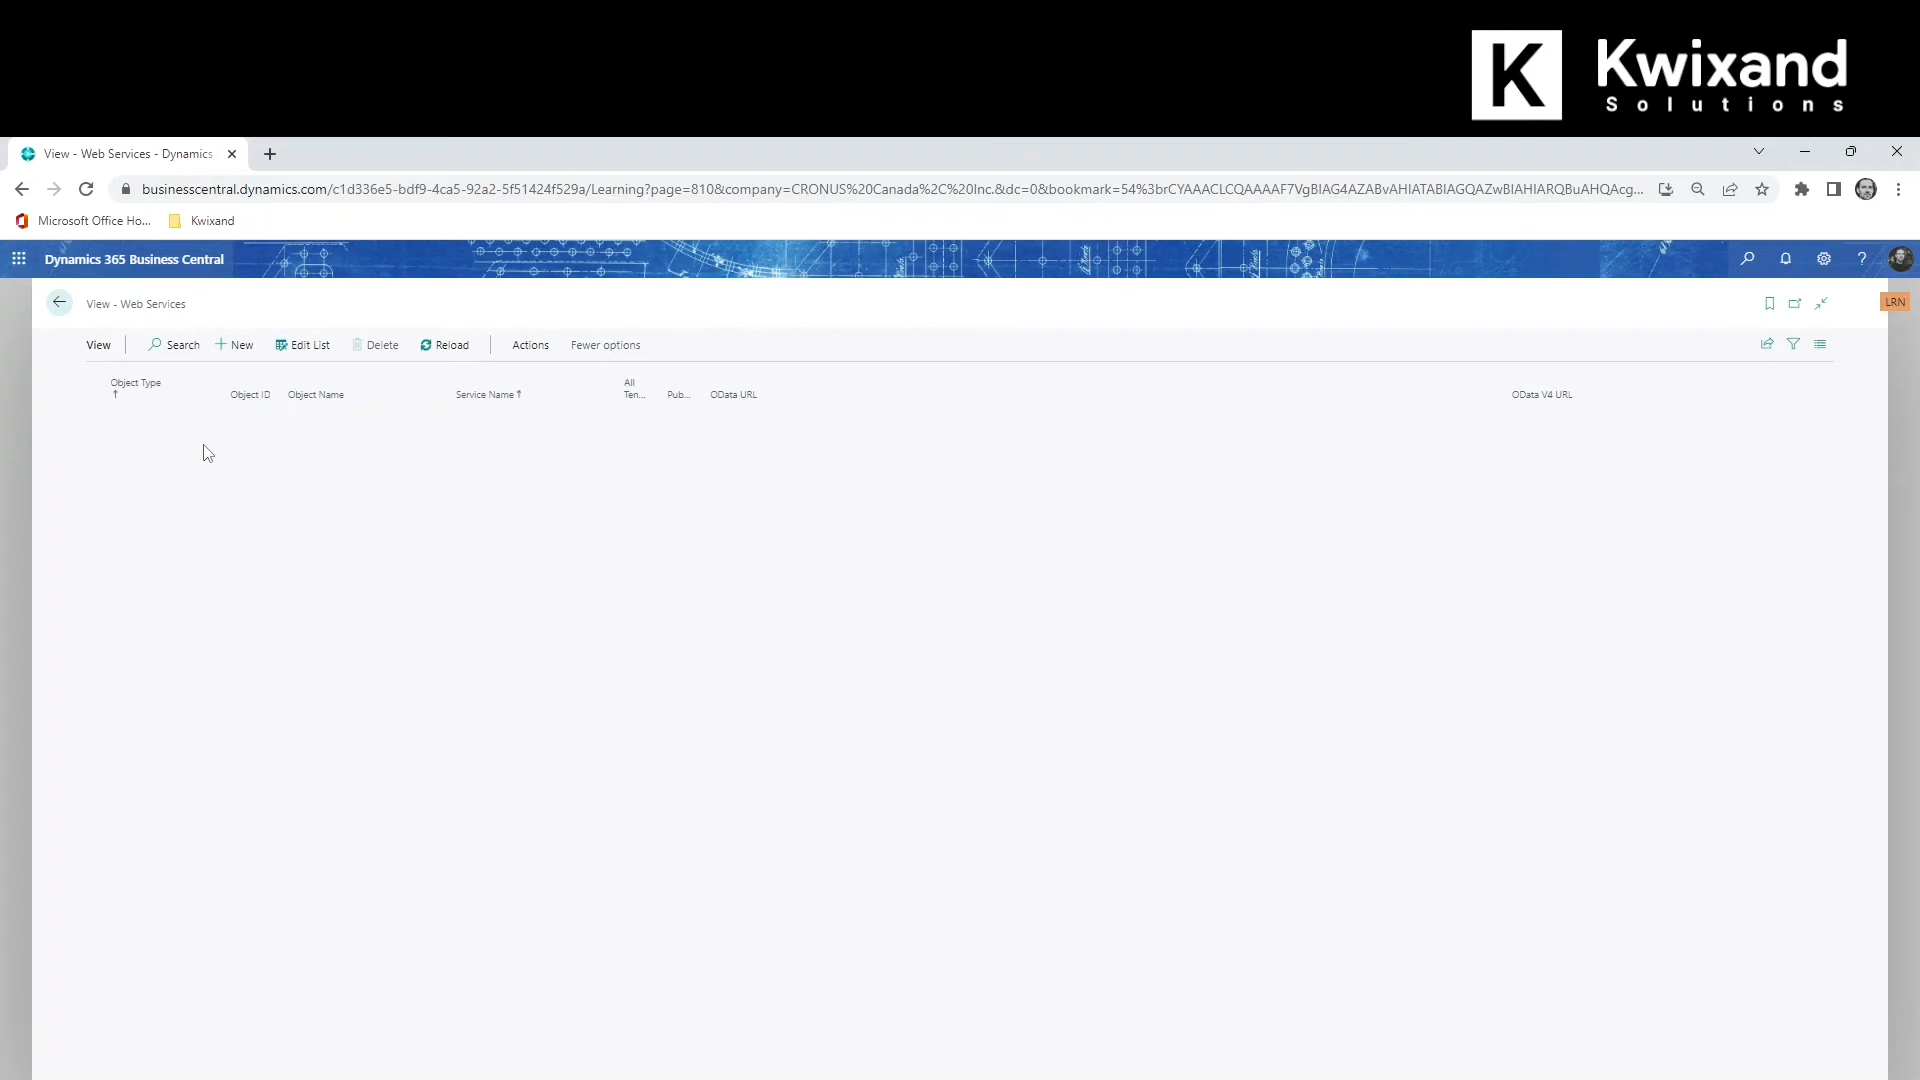 K Kwixand
Solutions
View - Web Services - Dynamics
businesscentral.dynamics.com/c1d336e5-bdf9-4ca5-92a2-5f51424f529a/Learning?page=810&company=CRONUS%20Canada%2C%20Inc.&dc=0&bookmark=54%3brCYAAACLCQAAAAF7VgBlAG4AZABvAHIATABlAGQAZwBlAHIARQBuAHQAcg...
Microsoft Office Ho... Kwixand
Dynamics 365 Business Central
View - Web Services
LRN
View Search New Edit List Delete Reload Actions Fewer options
Object Type
Object ID Object Name Service Name
All
Ten... Pub... OData URL OData V4 URL